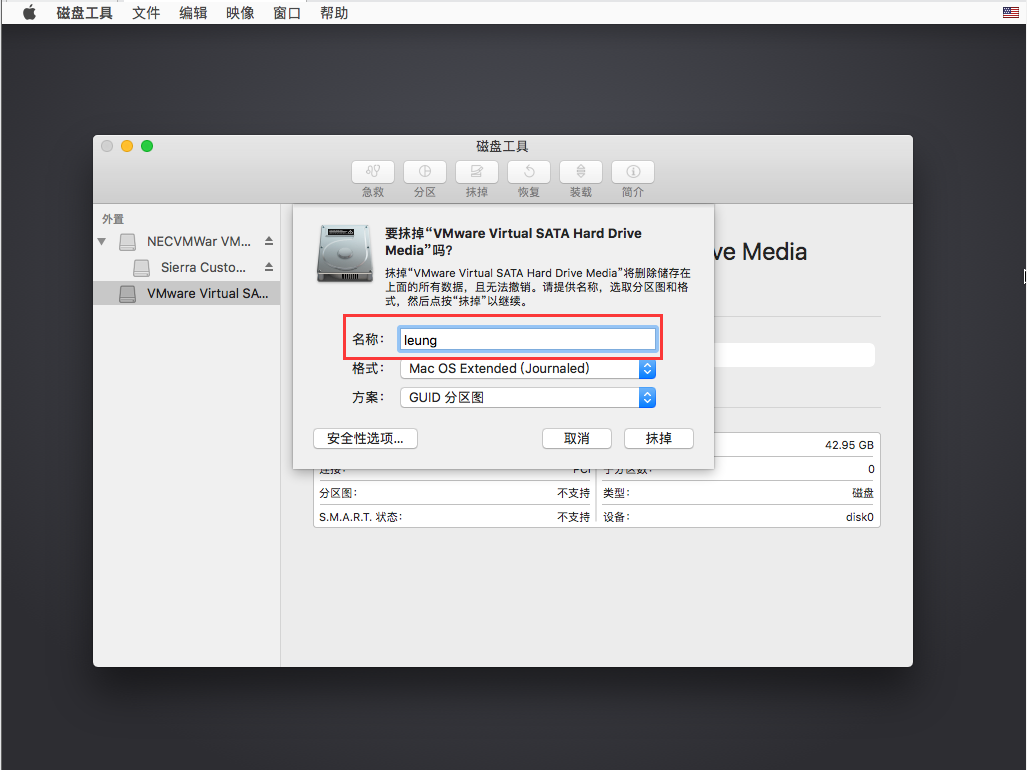 磁盘工具 文件 编辑 映像 窗口 帮助
磁盘工具
急救 分区 抹掉 恢复 装载 简介
外置
NECVMWar VM...
Sierra Custo...
VMware Virtual SA...
要抹掉“VMware Virtual SATA Hard Drive
Media”吗?
抹掉“VMware Virtual SATA Hard Drive Media”将删除储存在
上面的所有数据，且无法撤销。请提供名称，选取分区图和格
式，然后点按“抹掉”以继续。
名称： leung
格式： Mac OS Extended (Journaled)
方案： GUID 分区图
安全性选项... 取消 抹掉
ve Media
42.95 GB
连接： PCI 子分区数： 0
分区图： 不支持 类型： 磁盘
S.M.A.R.T. 状态： 不支持 设备： disk0